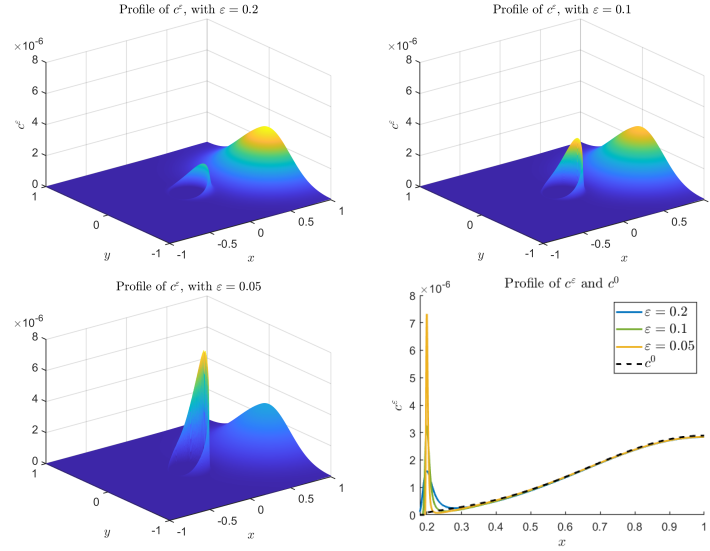 Profile of c^ε, with ε = 0.2
×10⁻⁶
8
6
4
2
0
c^ε
1
0
-1
y
-1
-0.5
0
0.5
1
x
Profile of c^ε, with ε = 0.1
×10⁻⁶
8
6
4
2
0
c^ε
1
0
-1
y
-1
-0.5
0
0.5
1
x
Profile of c^ε, with ε = 0.05
×10⁻⁶
8
6
4
2
0
c^ε
1
0
-1
y
-1
-0.5
0
0.5
1
x
Profile of c^ε and c^0
×10⁻⁶
8
7
6
5
4
3
2
1
0
c^ε
ε = 0.2
ε = 0.1
ε = 0.05
c^0
0.2 0.3 0.4 0.5 0.6 0.7 0.8 0.9 1
x